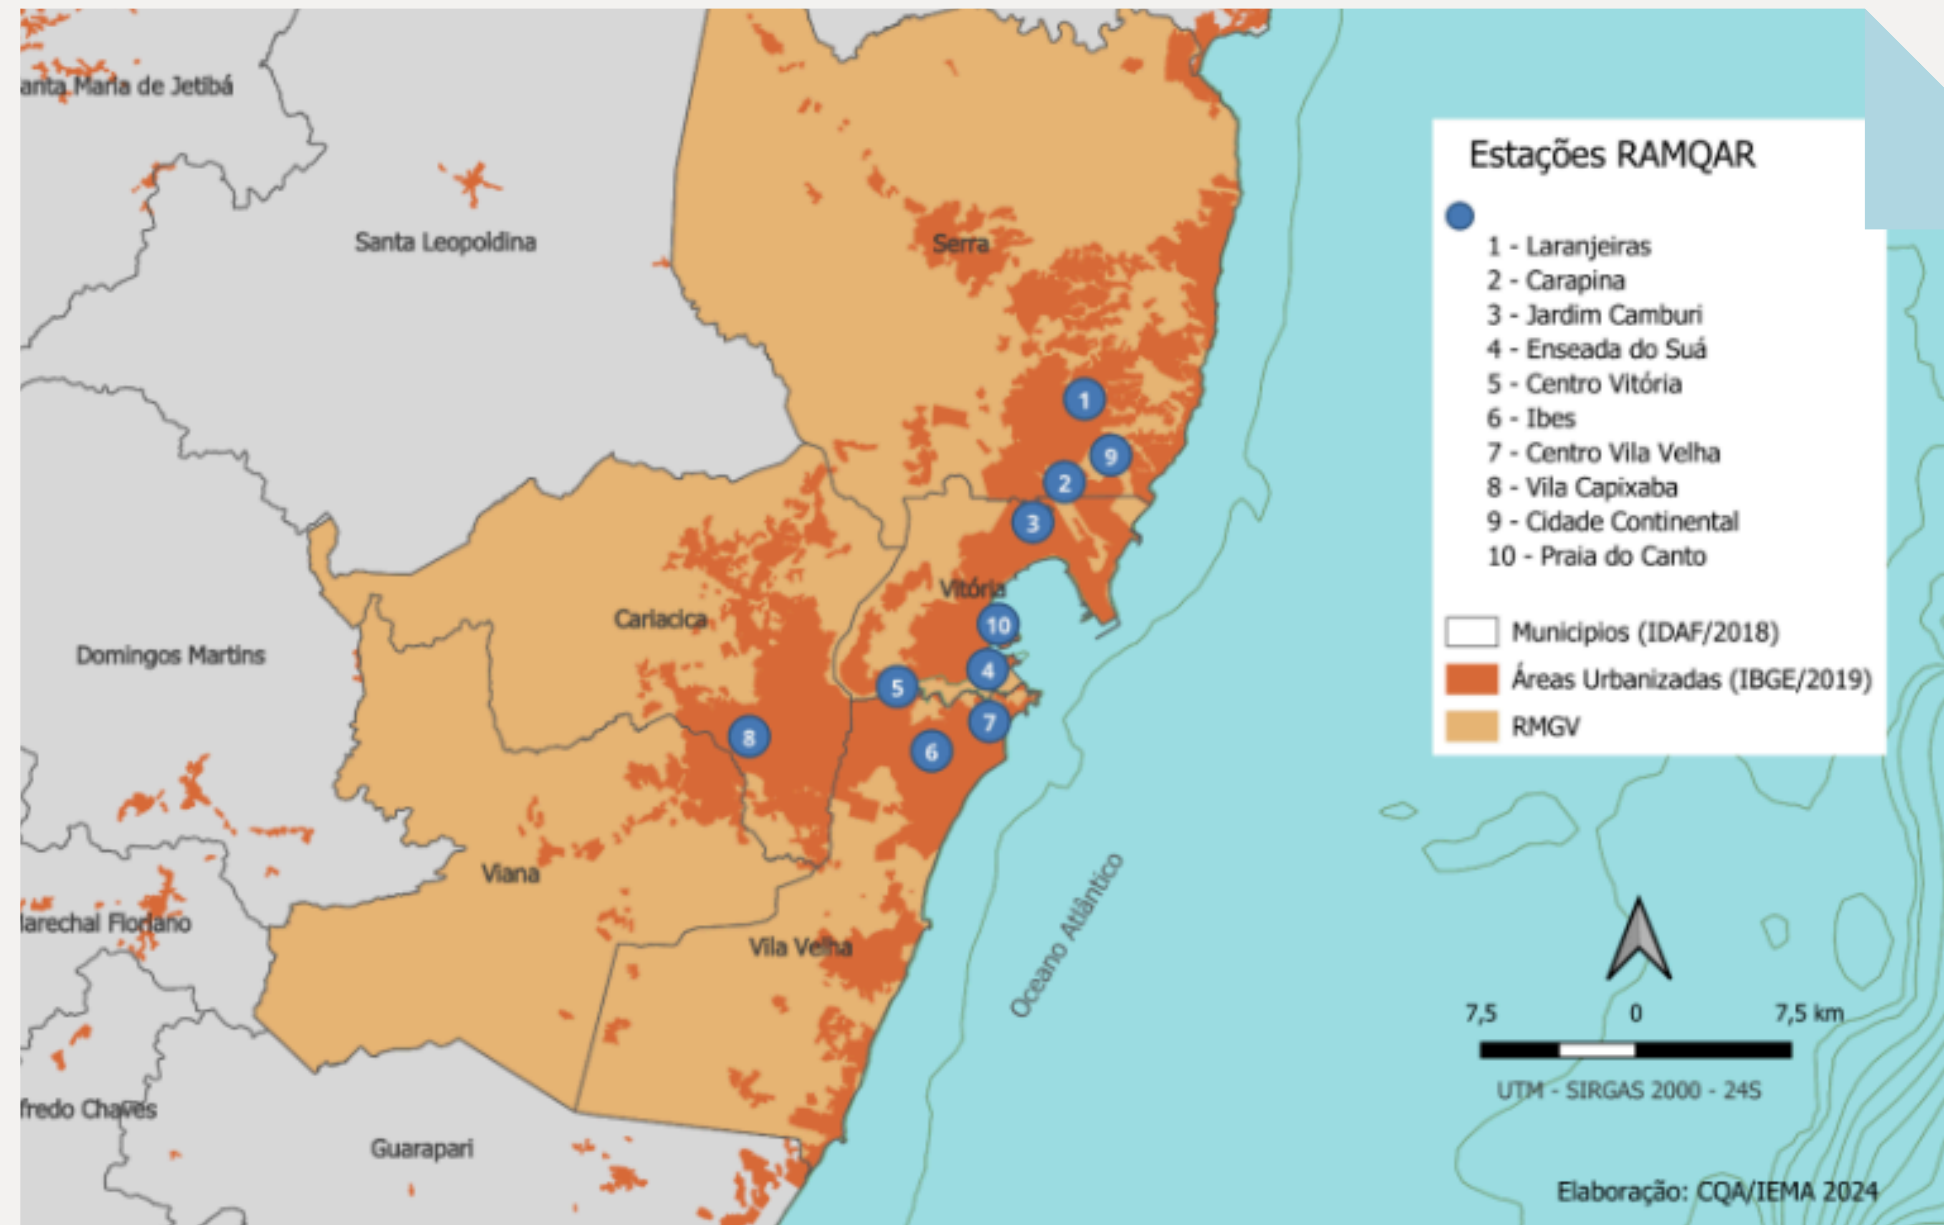 anta Maria de Jetibá
Santa Leopoldina
Serra
Estações RAMQAR
1 - Laranjeiras
2 - Carapina
3 - Jardim Camburi
4 - Enseada do Suá
5 - Centro Vitória
6 - Ibes
7 - Centro Vila Velha
8 - Vila Capixaba
9 - Cidade Continental
10 - Praia do Canto
Municipios (IDAF/2018)
Áreas Urbanizadas (IBGE/2019)
RMGV
1
9
2
3
Vitória
Cariacica
10
Domingos Martins
4
5
7
8
6
Viana
arechal Floriano
Vila Velha
Oceano Atlântico
7,5 0 7,5 km
UTM - SIRGAS 2000 - 24S
fredo Chaves
Guarapari
Elaboração: CQA/IEMA 2024